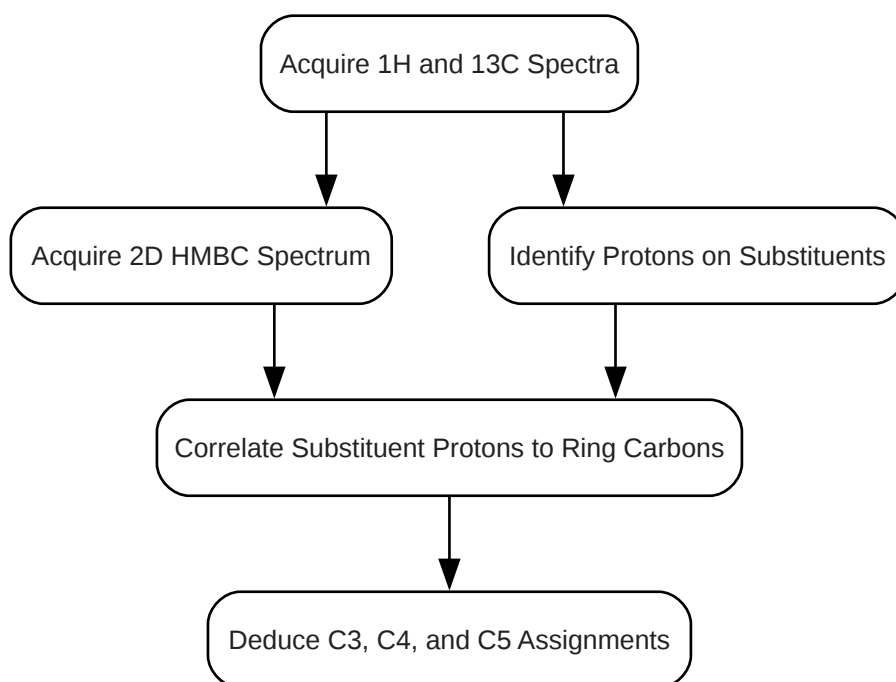 Acquire 1H and 13C Spectra
Acquire 2D HMBC Spectrum
Identify Protons on Substituents
Correlate Substituent Protons to Ring Carbons
Deduce C3, C4, and C5 Assignments